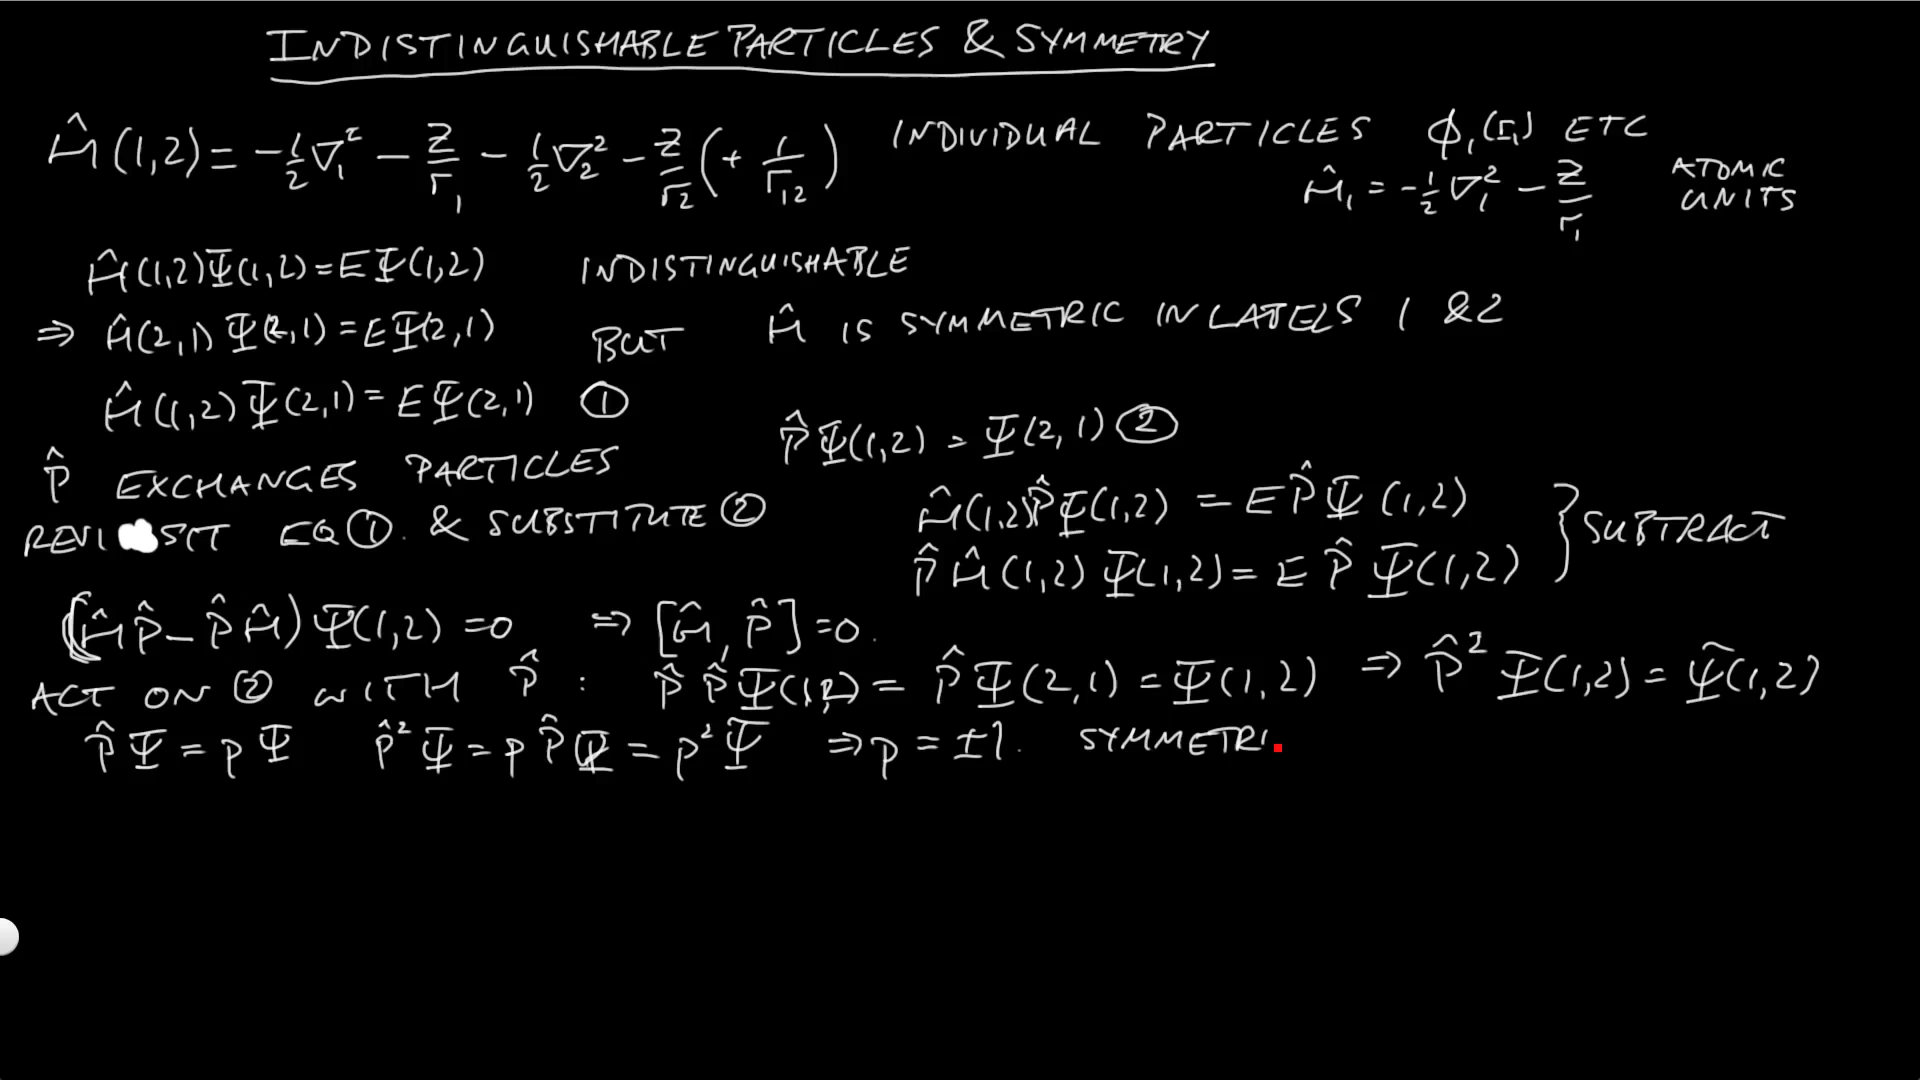 INDISTINGUISHABLE PARTICLES & SYMMETRY
Ĥ(1,2) = -½∇₁² - Z/r₁ - ½∇₂² - Z/r₂ (+ 1/r₁₂) INDIVIDUAL PARTICLES ϕ₁(r₁) ETC
Ĥ₁ = -½∇₁² - Z/r₁ ATOMIC UNITS
Ĥ(1,2)Ψ(1,2) = EΨ(1,2) INDISTINGUISHABLE
⇒ Ĥ(2,1)Ψ(2,1) = EΨ(2,1) BUT Ĥ IS SYMMETRIC IN LABELS 1 & 2
Ĥ(1,2)Ψ(2,1) = EΨ(2,1) ①
P̂ EXCHANGES PARTICLES P̂Ψ(1,2) = Ψ(2,1) ②
REVISIT EQ ①. & SUBSTITUTE ② Ĥ(1,2)P̂Ψ(1,2) = EP̂Ψ(1,2)
P̂Ĥ(1,2)Ψ(1,2) = EP̂Ψ(1,2) } SUBTRACT
(ĤP̂ - P̂Ĥ)Ψ(1,2) = 0 ⇒ [Ĥ, P̂] = 0.
ACT ON ② WITH P̂ : P̂P̂Ψ(1,2) = P̂Ψ(2,1) = Ψ(1,2) ⇒ P̂²Ψ(1,2) = Ψ(1,2)
P̂Ψ = pΨ P̂²Ψ = pP̂Ψ = p²Ψ ⇒ p = ±1. SYMMETRI